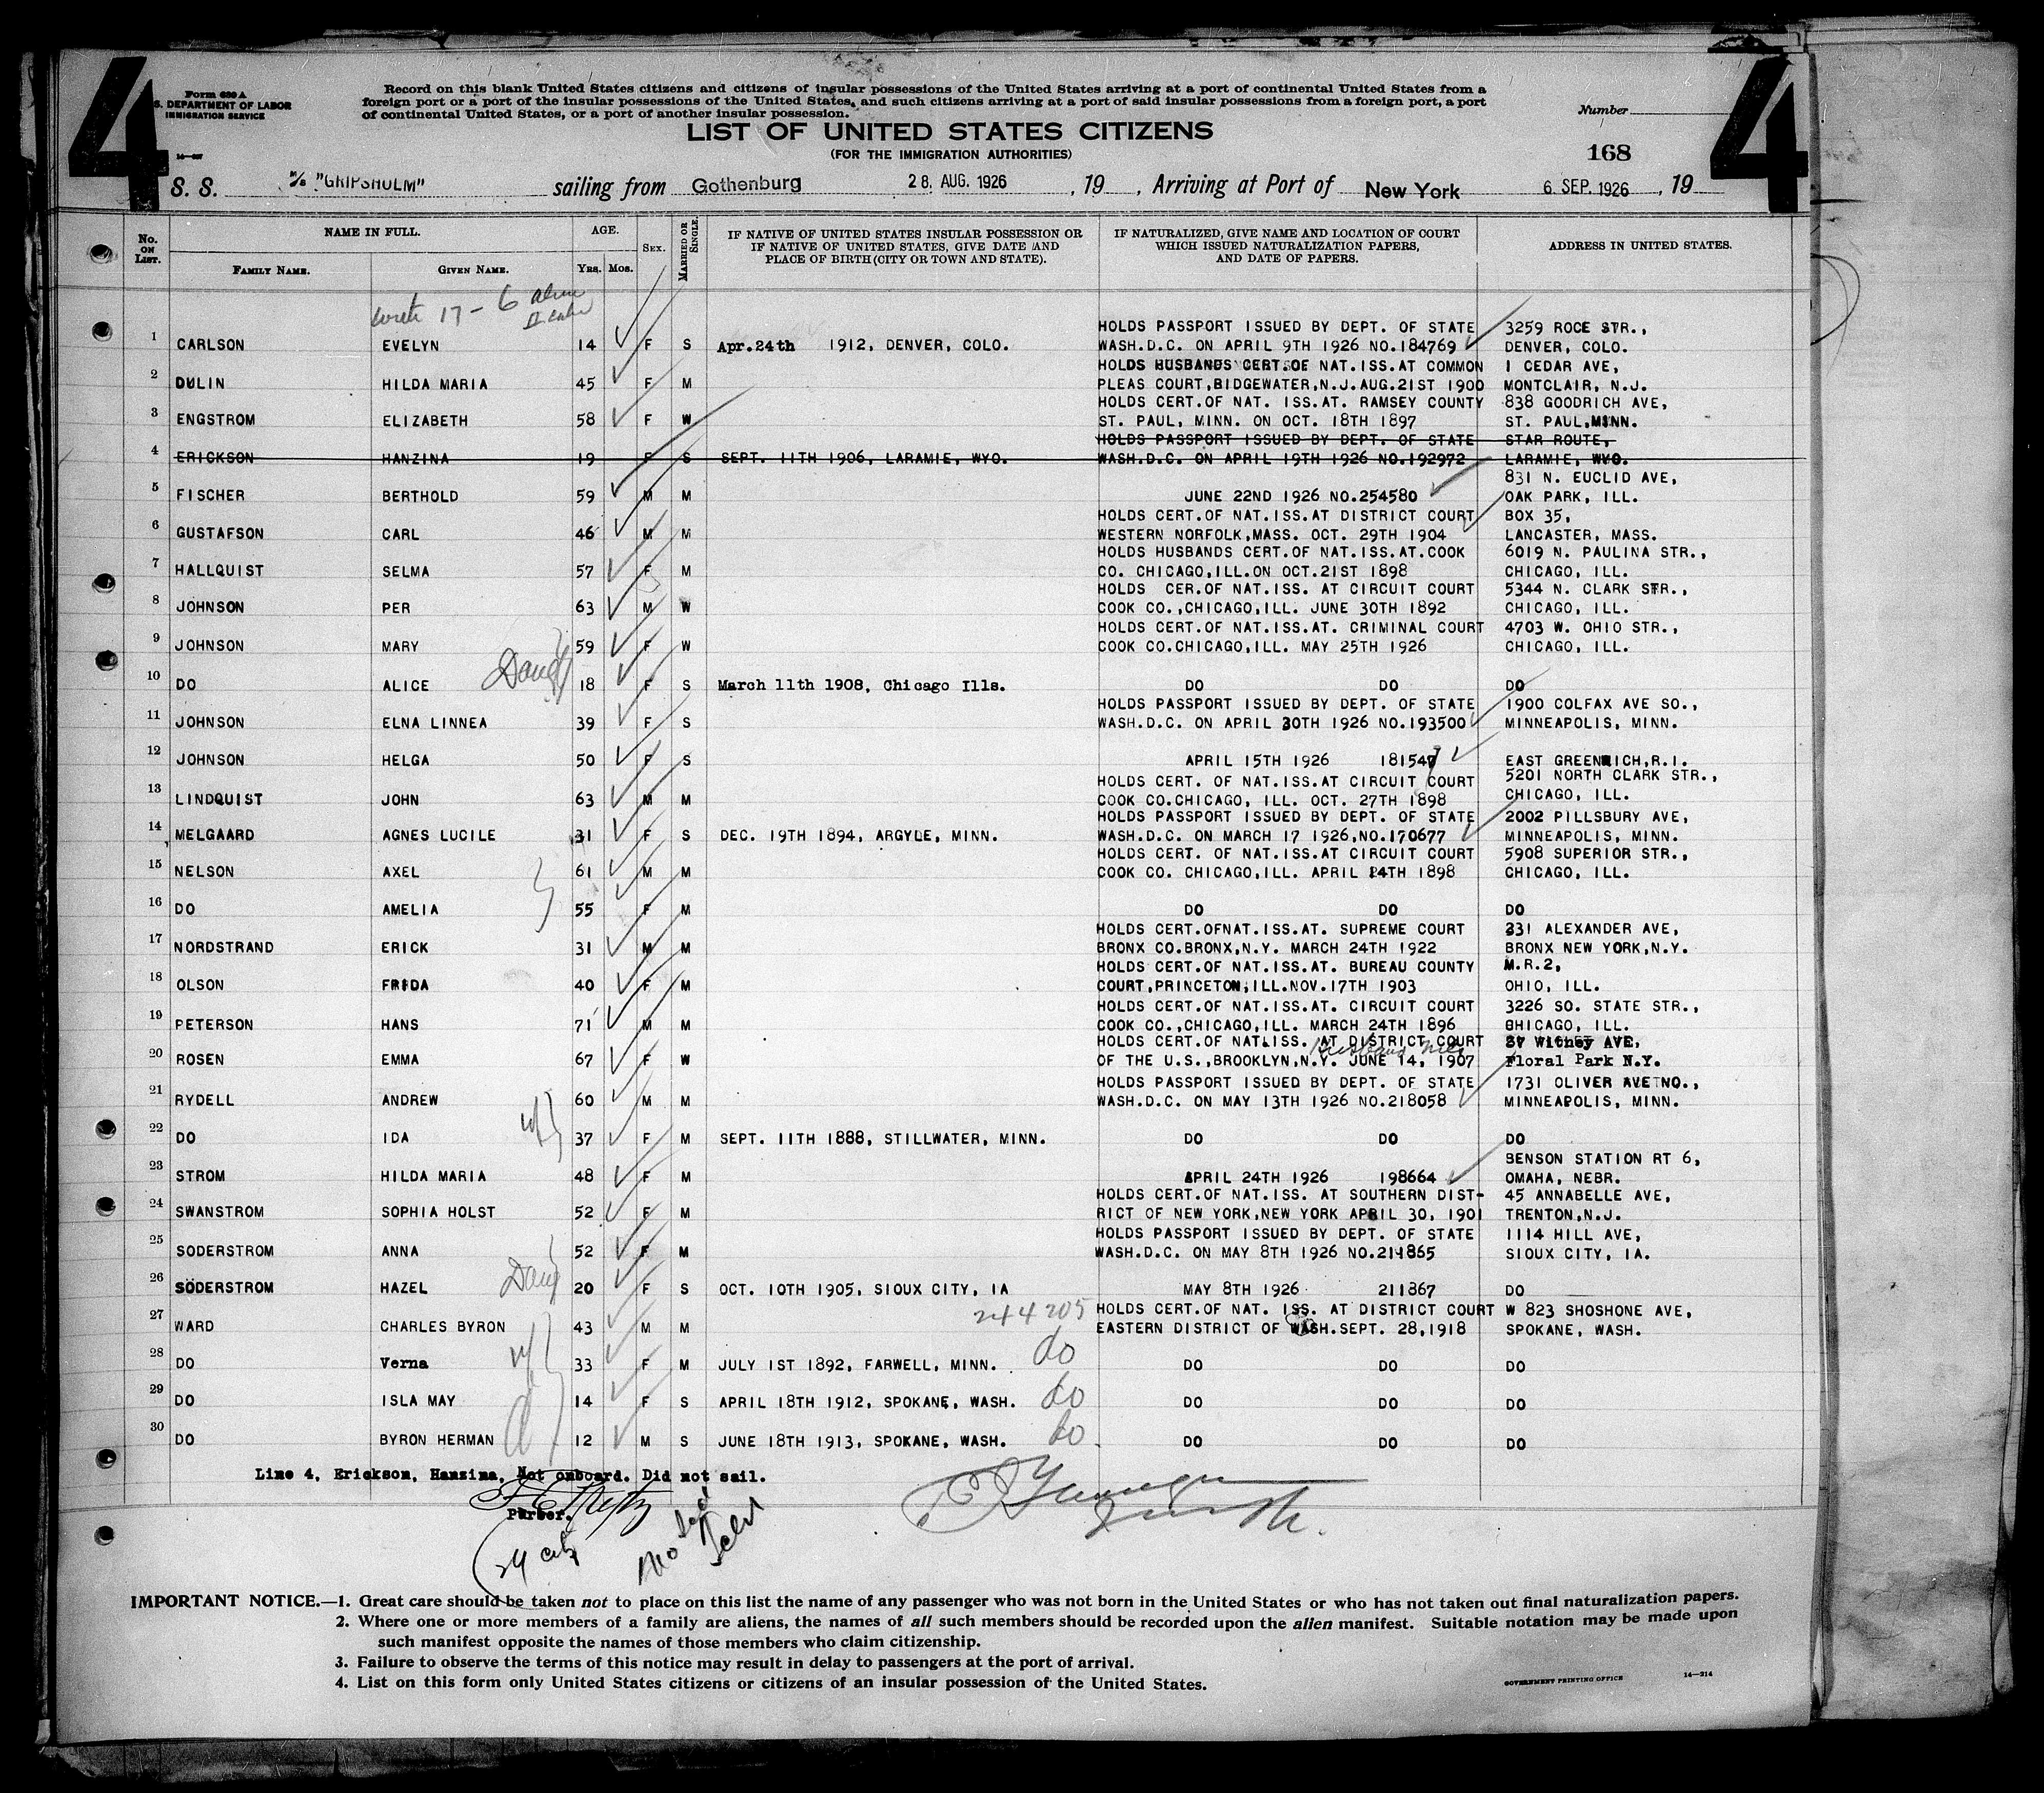 4
4
Form 630 A
S. DEPARTMENT OF LABOR
IMMIGRATION SERVICE
Record on this blank United States citizens and citizens of insular possessions of the United States arriving at a port of continental United States from a
foreign port or a port of the insular possessions of the United States, and such citizens arriving at a port of said insular possessions from a foreign port, a port
of continental United States, or a port of another insular possession.
Number
LIST OF UNITED STATES CITIZENS
(FOR THE IMMIGRATION AUTHORITIES)
168
S. S. M/S "GRIPSHOLM" sailing from Gothenburg 28. AUG. 1926, 19 , Arriving at Port of New York 6. SEP. 1926, 19
No. ON LIST. NAME IN FULL. AGE. SEX. MARRIED OR SINGLE. IF NATIVE OF UNITED STATES INSULAR POSSESSION OR IF NATIVE OF UNITED STATES, GIVE DATE AND PLACE OF BIRTH (CITY OR TOWN AND STATE). IF NATURALIZED, GIVE NAME AND LOCATION OF COURT WHICH ISSUED NATURALIZATION PAPERS, AND DATE OF PAPERS. ADDRESS IN UNITED STATES.
FAMILY NAME. GIVEN NAME. YRS. MOS.
with 17-6 alien
HOLDS PASSPORT ISSUED BY DEPT. OF STATE 3259 ROCE STR.,
1 CARLSON EVELYN 14 F S Apr.24th 1912, DENVER, COLO. WASH.D.C. ON APRIL 9TH 1926 NO.184769 DENVER, COLO.
HOLDS HUSBANDS CERT.OF NAT.ISS.AT COMMON 1 CEDAR AVE,
2 DULIN HILDA MARIA 45 F M PLEAS COURT,BIDGEWATER,N.J.AUG.21ST 1900 MONTCLAIR, N.J.
HOLDS CERT.OF NAT. ISS.AT. RAMSEY COUNTY 838 GOODRICH AVE,
3 ENGSTROM ELIZABETH 58 F W ST. PAUL, MINN. ON OCT. 18TH 1897 ST. PAUL,MINN.
HOLDS PASSPORT ISSUED BY DEPT. OF STATE STAR ROUTE,
4 ERICKSON HANZINA 19 F S SEPT. 11TH 1906, LARAMIE, WYO. WASH.D.C. ON APRIL 19TH 1926 NO.192972 LARAMIE, WYO.
831 N. EUCLID AVE,
5 FISCHER BERTHOLD 59 M M JUNE 22ND 1926 NO.254580 OAK PARK, ILL.
HOLDS CERT.OF NAT.ISS.AT DISTRICT COURT BOX 35,
6 GUSTAFSON CARL 46 M M WESTERN NORFOLK,MASS. OCT. 29TH 1904 LANCASTER, MASS.
HOLDS HUSBANDS CERT.OF NAT.ISS.AT.COOK 6019 N. PAULINA STR.,
7 HALLQUIST SELMA 57 F M CO. CHICAGO,ILL.ON OCT.21ST 1898 CHICAGO, ILL.
HOLDS CER.OF NAT.ISS. AT CIRCUIT COURT 5344 N. CLARK STR.,
8 JOHNSON PER 63 M W COOK CO.,CHICAGO,ILL. JUNE 30TH 1892 CHICAGO, ILL.
HOLDS CERT.OF NAT.ISS.AT. CRIMINAL COURT 4703 W. OHIO STR.,
9 JOHNSON MARY 59 F W COOK CO.CHICAGO,ILL. MAY 25TH 1926 CHICAGO, ILL.
10 DO ALICE Daug 18 F S March 11th 1908, Chicago Ills. DO DO DO
HOLDS PASSPORT ISSUED BY DEPT. OF STATE 1900 COLFAX AVE SO.,
11 JOHNSON ELNA LINNEA 39 F S WASH.D.C. ON APRIL 30TH 1926 NO.193500 MINNEAPOLIS, MINN.
12 JOHNSON HELGA 50 F S APRIL 15TH 1926 181547 EAST GREENWICH,R.I.
HOLDS CERT. OF NAT.ISS.AT CIRCUIT COURT 5201 NORTH CLARK STR.,
13 LINDQUIST JOHN 63 M M COOK CO.CHICAGO, ILL. OCT. 27TH 1898 CHICAGO, ILL.
HOLDS PASSPORT ISSUED BY DEPT. OF STATE 2002 PILLSBURY AVE,
14 MELGAARD AGNES LUCILE 31 F S DEC. 19TH 1894, ARGYLE, MINN. WASH.D.C. ON MARCH 17 1926,NO.170677 MINNEAPOLIS, MINN.
HOLDS CERT. OF NAT.ISS.AT CIRCUIT COURT 5908 SUPERIOR STR.,
15 NELSON AXEL 61 M M COOK CO. CHICAGO,ILL. APRIL 14TH 1898 CHICAGO, ILL.
16 DO AMELIA 55 F M DO DO DO
HOLDS CERT.OFNAT.ISS.AT. SUPREME COURT 331 ALEXANDER AVE,
17 NORDSTRAND ERICK 31 M M BRONX CO.BRONX,N.Y. MARCH 24TH 1922 BRONX NEW YORK,N.Y.
HOLDS CERT.OF NAT.ISS.AT. BUREAU COUNTY M.R.2,
18 OLSON FRIDA 40 F M COURT,PRINCETON,ILL.NOV.17TH 1903 OHIO, ILL.
HOLDS CERT.OF NAT.ISS.AT. CIRCUIT COURT 3226 SO. STATE STR.,
19 PETERSON HANS 71 M M COOK CO.,CHICAGO,ILL. MARCH 24TH 1896 CHICAGO, ILL.
HOLDS CERT. OF NAT.ISS. AT DISTRICT COURT Witney AVE,
20 ROSEN EMMA 67 F W OF THE U.S.,BROOKLYN,N.Y. JUNE 14, 1907 Floral Park N.Y.
HOLDS PASSPORT ISSUED BY DEPT. OF STATE 1731 OLIVER AVE NO.,
21 RYDELL ANDREW 60 M M WASH.D.C. ON MAY 13TH 1926 NO.218058 MINNEAPOLIS, MINN.
22 DO IDA 37 F M SEPT. 11TH 1888, STILLWATER, MINN. DO DO DO
BENSON STATION RT 6,
23 STROM HILDA MARIA 48 F M APRIL 24TH 1926 198664 OMAHA, NEBR.
HOLDS CERT.OF NAT.ISS. AT SOUTHERN DIST- 45 ANNABELLE AVE,
24 SWANSTROM SOPHIA HOLST 52 F M RICT OF NEW YORK,NEW YORK APRIL 30, 1901 TRENTON,N.J.
HOLDS PASSPORT ISSUED BY DEPT. OF STATE 1114 HILL AVE,
25 SODERSTROM ANNA 52 F M WASH.D.C. ON MAY 8TH 1926 NO.211865 SIOUX CITY, IA.
26 SÖDERSTROM HAZEL Daug 20 F S OCT. 10TH 1905, SIOUX CITY, IA MAY 8TH 1926 211867 DO
244205 HOLDS CERT.OF NAT. ISS. AT DISTRICT COURT W 823 SHOSHONE AVE,
27 WARD CHARLES BYRON 43 M M EASTERN DISTRICT OF WASH.SEPT. 28,1918 SPOKANE, WASH.
28 DO Verna 33 F M JULY 1ST 1892, FARWELL, MINN. do DO DO DO
29 DO ISLA MAY 14 F S APRIL 18TH 1912, SPOKANE, WASH. do DO DO DO
30 DO BYRON HERMAN 12 M S JUNE 18TH 1913, SPOKANE, WASH. do DO DO DO
Line 4, Erickson, Hanzina, Not onboard. Did not sail.
Purser.
IMPORTANT NOTICE.—1. Great care should be taken not to place on this list the name of any passenger who was not born in the United States or who has not taken out final naturalization papers.
2. Where one or more members of a family are aliens, the names of all such members should be recorded upon the alien manifest. Suitable notation may be made upon
such manifest opposite the names of those members who claim citizenship.
3. Failure to observe the terms of this notice may result in delay to passengers at the port of arrival.
4. List on this form only United States citizens or citizens of an insular possession of the United States.
GOVERNMENT PRINTING OFFICE 14—214